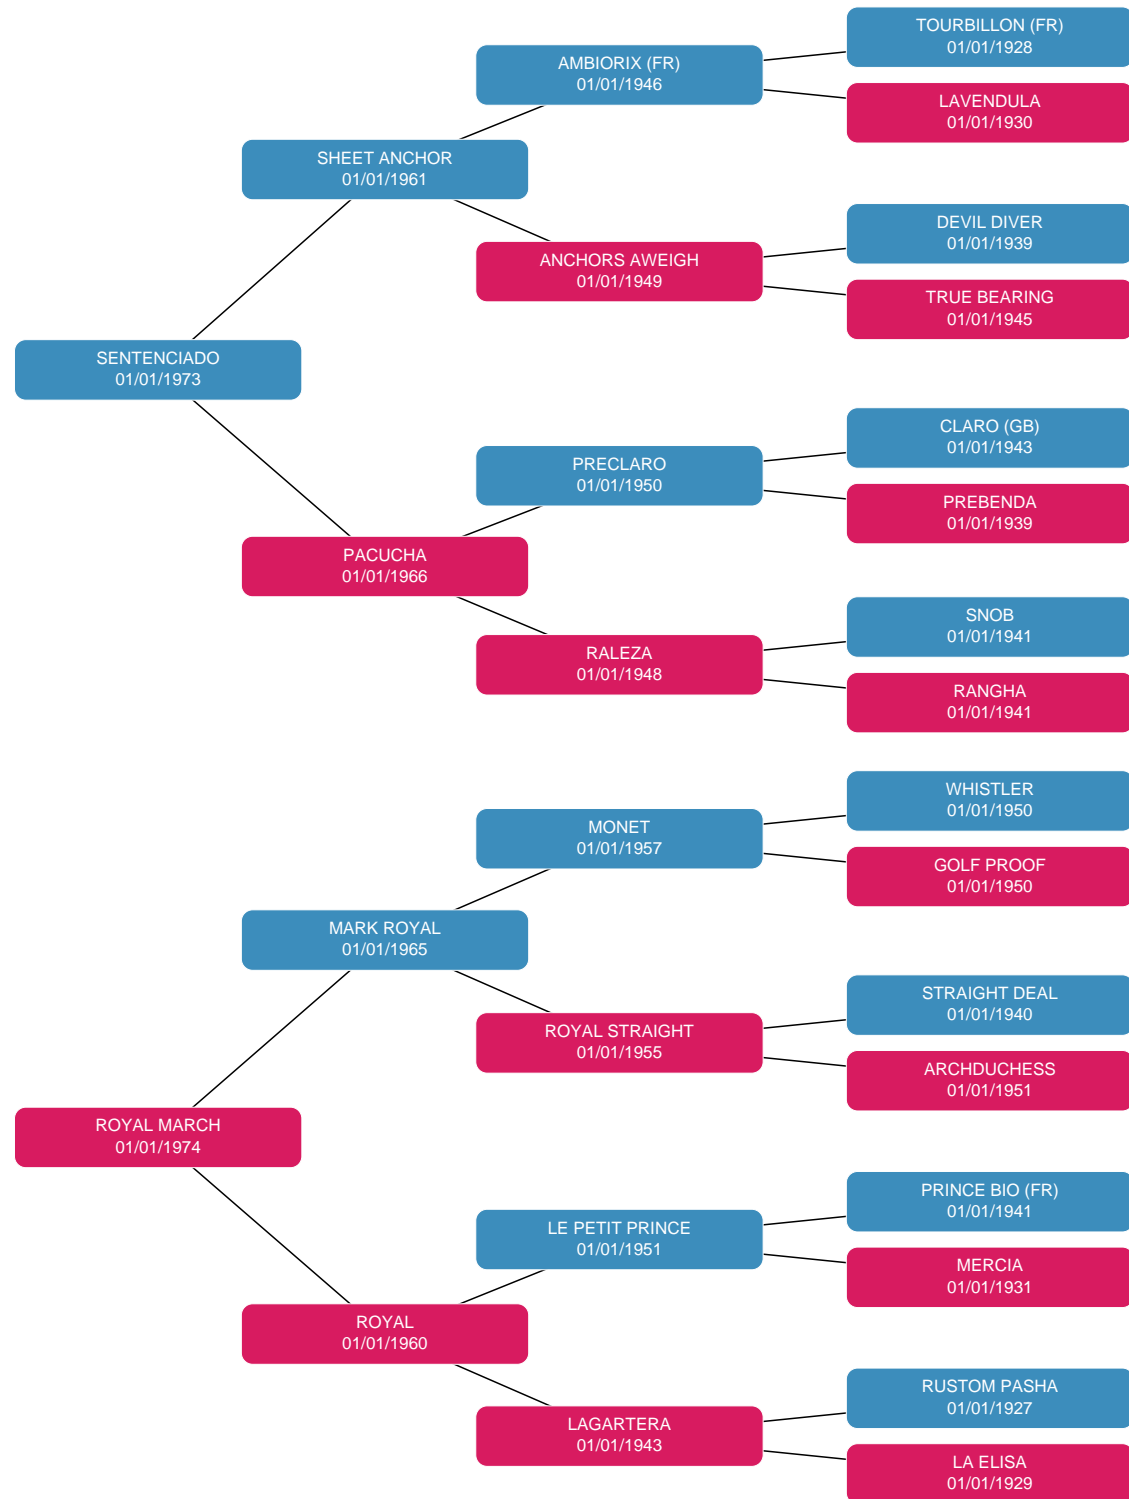 TOURBILLON (FR)
01/01/1928
AMBIORIX (FR)
01/01/1946
LAVENDULA
01/01/1930
SHEET ANCHOR
01/01/1961
DEVIL DIVER
01/01/1939
ANCHORS AWEIGH
01/01/1949
TRUE BEARING
01/01/1945
SENTENCIADO
01/01/1973
CLARO (GB)
01/01/1943
PRECLARO
01/01/1950
PREBENDA
01/01/1939
PACUCHA
01/01/1966
SNOB
01/01/1941
RALEZA
01/01/1948
RANGHA
01/01/1941
WHISTLER
01/01/1950
MONET
01/01/1957
GOLF PROOF
01/01/1950
MARK ROYAL
01/01/1965
STRAIGHT DEAL
01/01/1940
ROYAL STRAIGHT
01/01/1955
ARCHDUCHESS
01/01/1951
ROYAL MARCH
01/01/1974
PRINCE BIO (FR)
01/01/1941
LE PETIT PRINCE
01/01/1951
MERCIA
01/01/1931
ROYAL
01/01/1960
RUSTOM PASHA
01/01/1927
LAGARTERA
01/01/1943
LA ELISA
01/01/1929